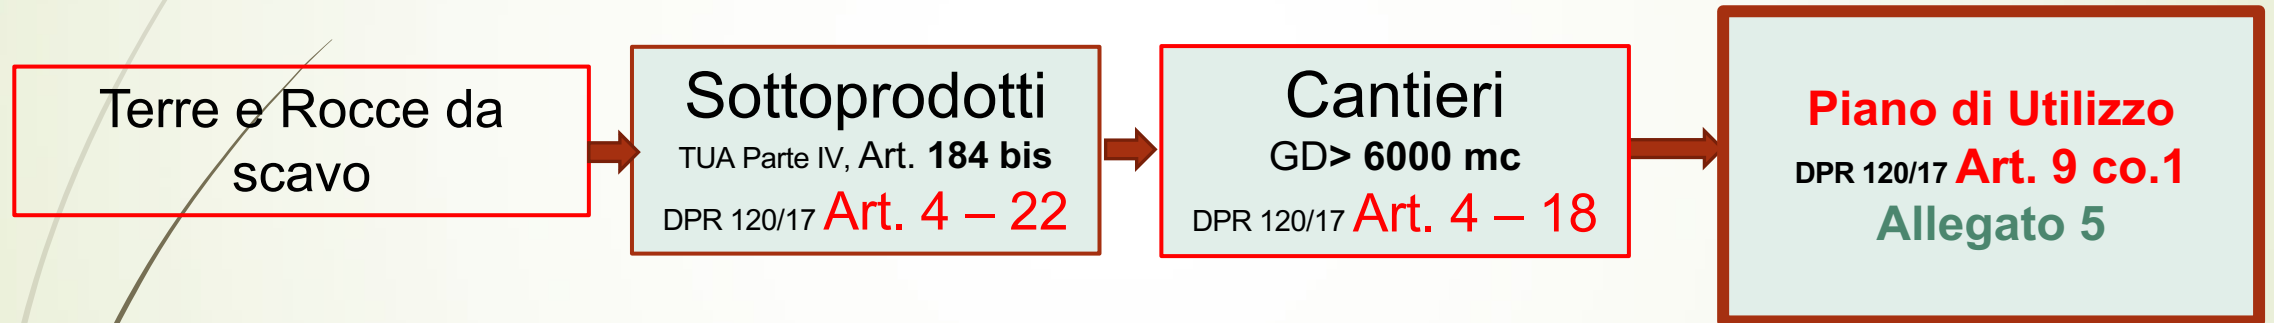 Terre e Rocce da
scavo
Sottoprodotti
TUA Parte IV, Art. 184 bis
DPR 120/17 Art. 4 – 22
Cantieri
GD> 6000 mc
DPR 120/17 Art. 4 – 18
Piano di Utilizzo
DPR 120/17 Art. 9 co.1
Allegato 5